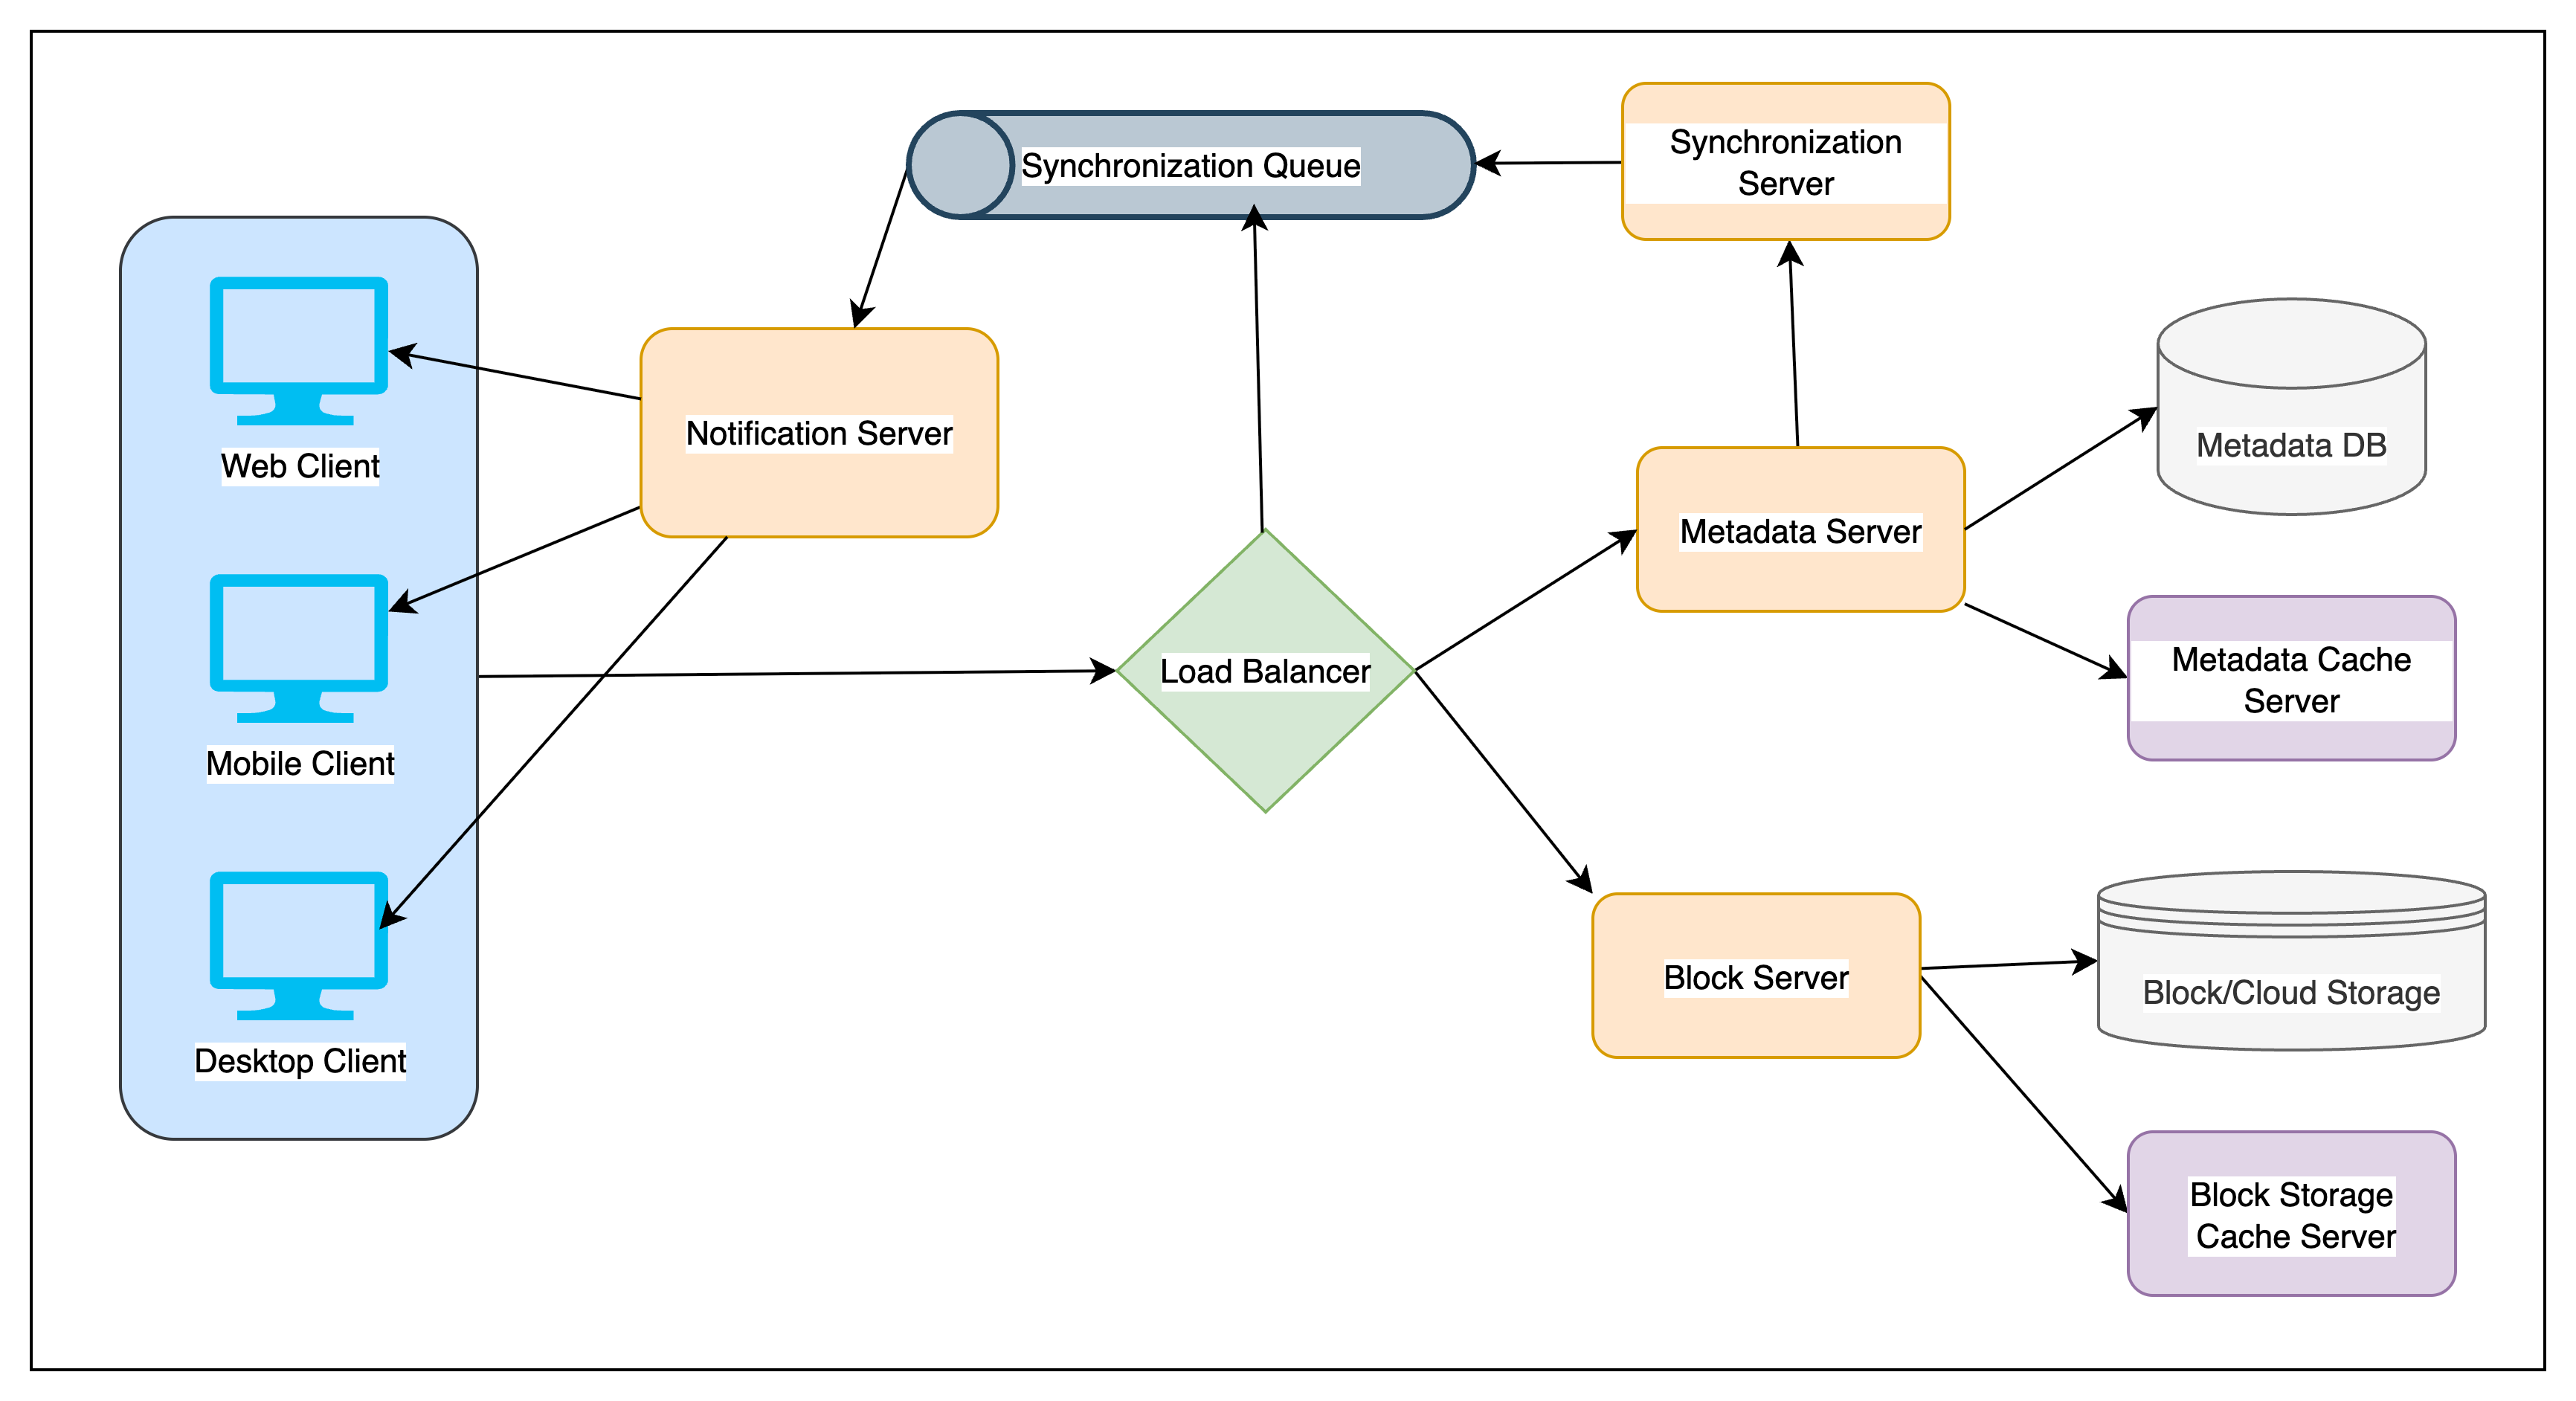 Synchronization Queue
Synchronization
Server
Web Client
Notification Server
Metadata DB
Metadata Server
Mobile Client
Load Balancer
Metadata Cache
Server
Desktop Client
Block Server
Block/Cloud Storage
Block Storage
Cache Server